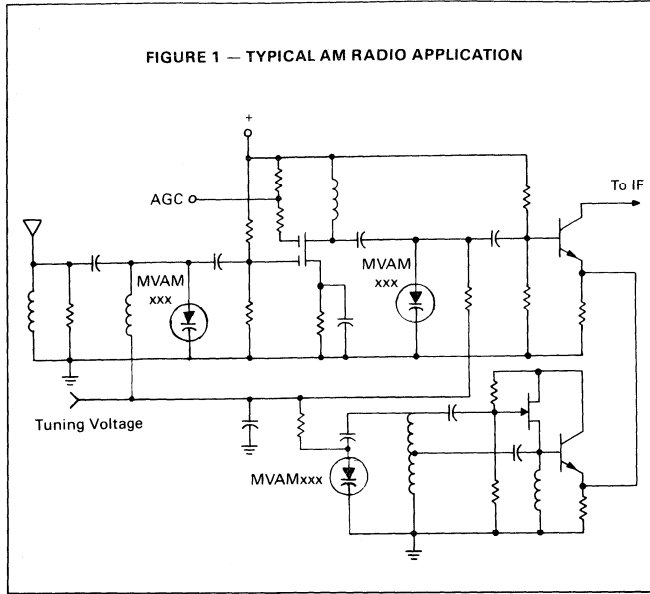 FIGURE 1 — TYPICAL AM RADIO APPLICATION
+
To IF
AGC
MVAM
xxx
MVAM
xxx
Tuning Voltage
MVAMxxx